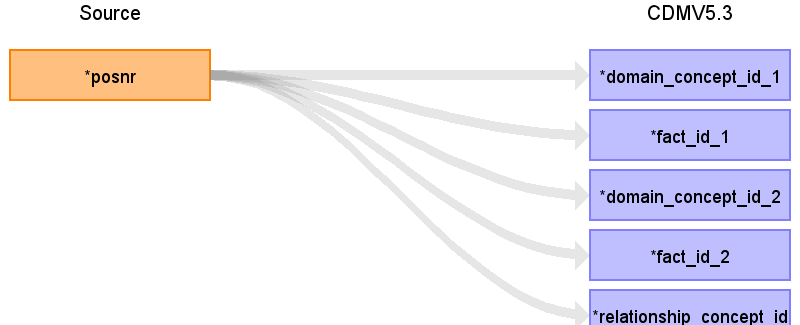 Source
CDMV5.3
*posnr
*domain_concept_id_1
*fact_id_1
*domain_concept_id_2
*fact_id_2
*relationship_concept_id